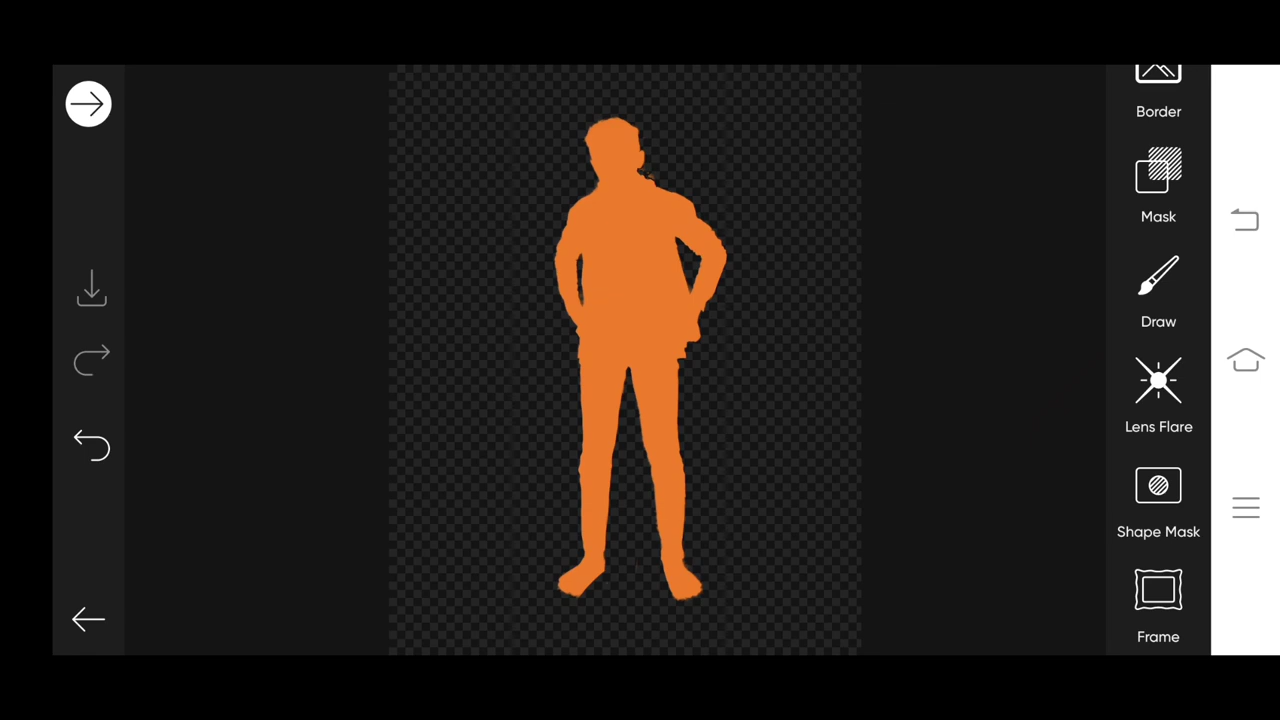 Border
Mask
Draw
Lens Flare
Shape Mask
Frame